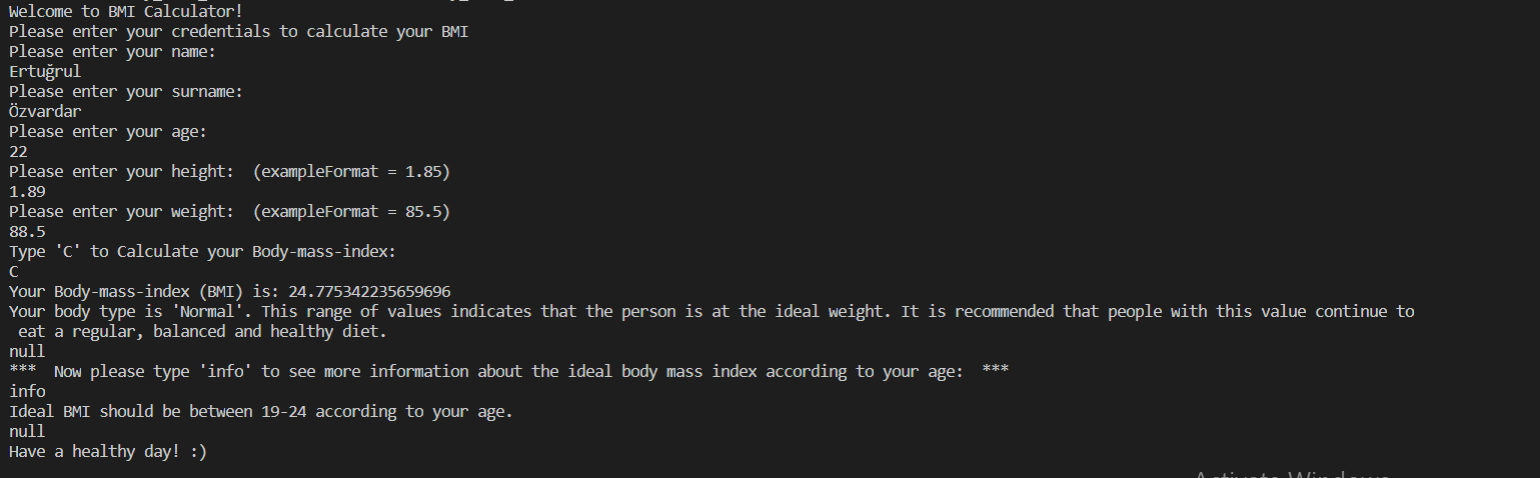 Welcome to BMI Calculator!
Please enter your credentials to calculate your BMI
Please enter your name:
Ertuğrul
Please enter your surname:
Özvardar
Please enter your age:
22
Please enter your height:  (exampleFormat = 1.85)
1.89
Please enter your weight:  (exampleFormat = 85.5)
88.5
Type 'C' to Calculate your Body-mass-index:
C
Your Body-mass-index (BMI) is: 24.775342235659696
Your body type is 'Normal'. This range of values indicates that the person is at the ideal weight. It is recommended that people with this value continue to
 eat a regular, balanced and healthy diet.
null
***  Now please type 'info' to see more information about the ideal body mass index according to your age:  ***
info
Ideal BMI should be between 19-24 according to your age.
null
Have a healthy day! :)
Activate Windows